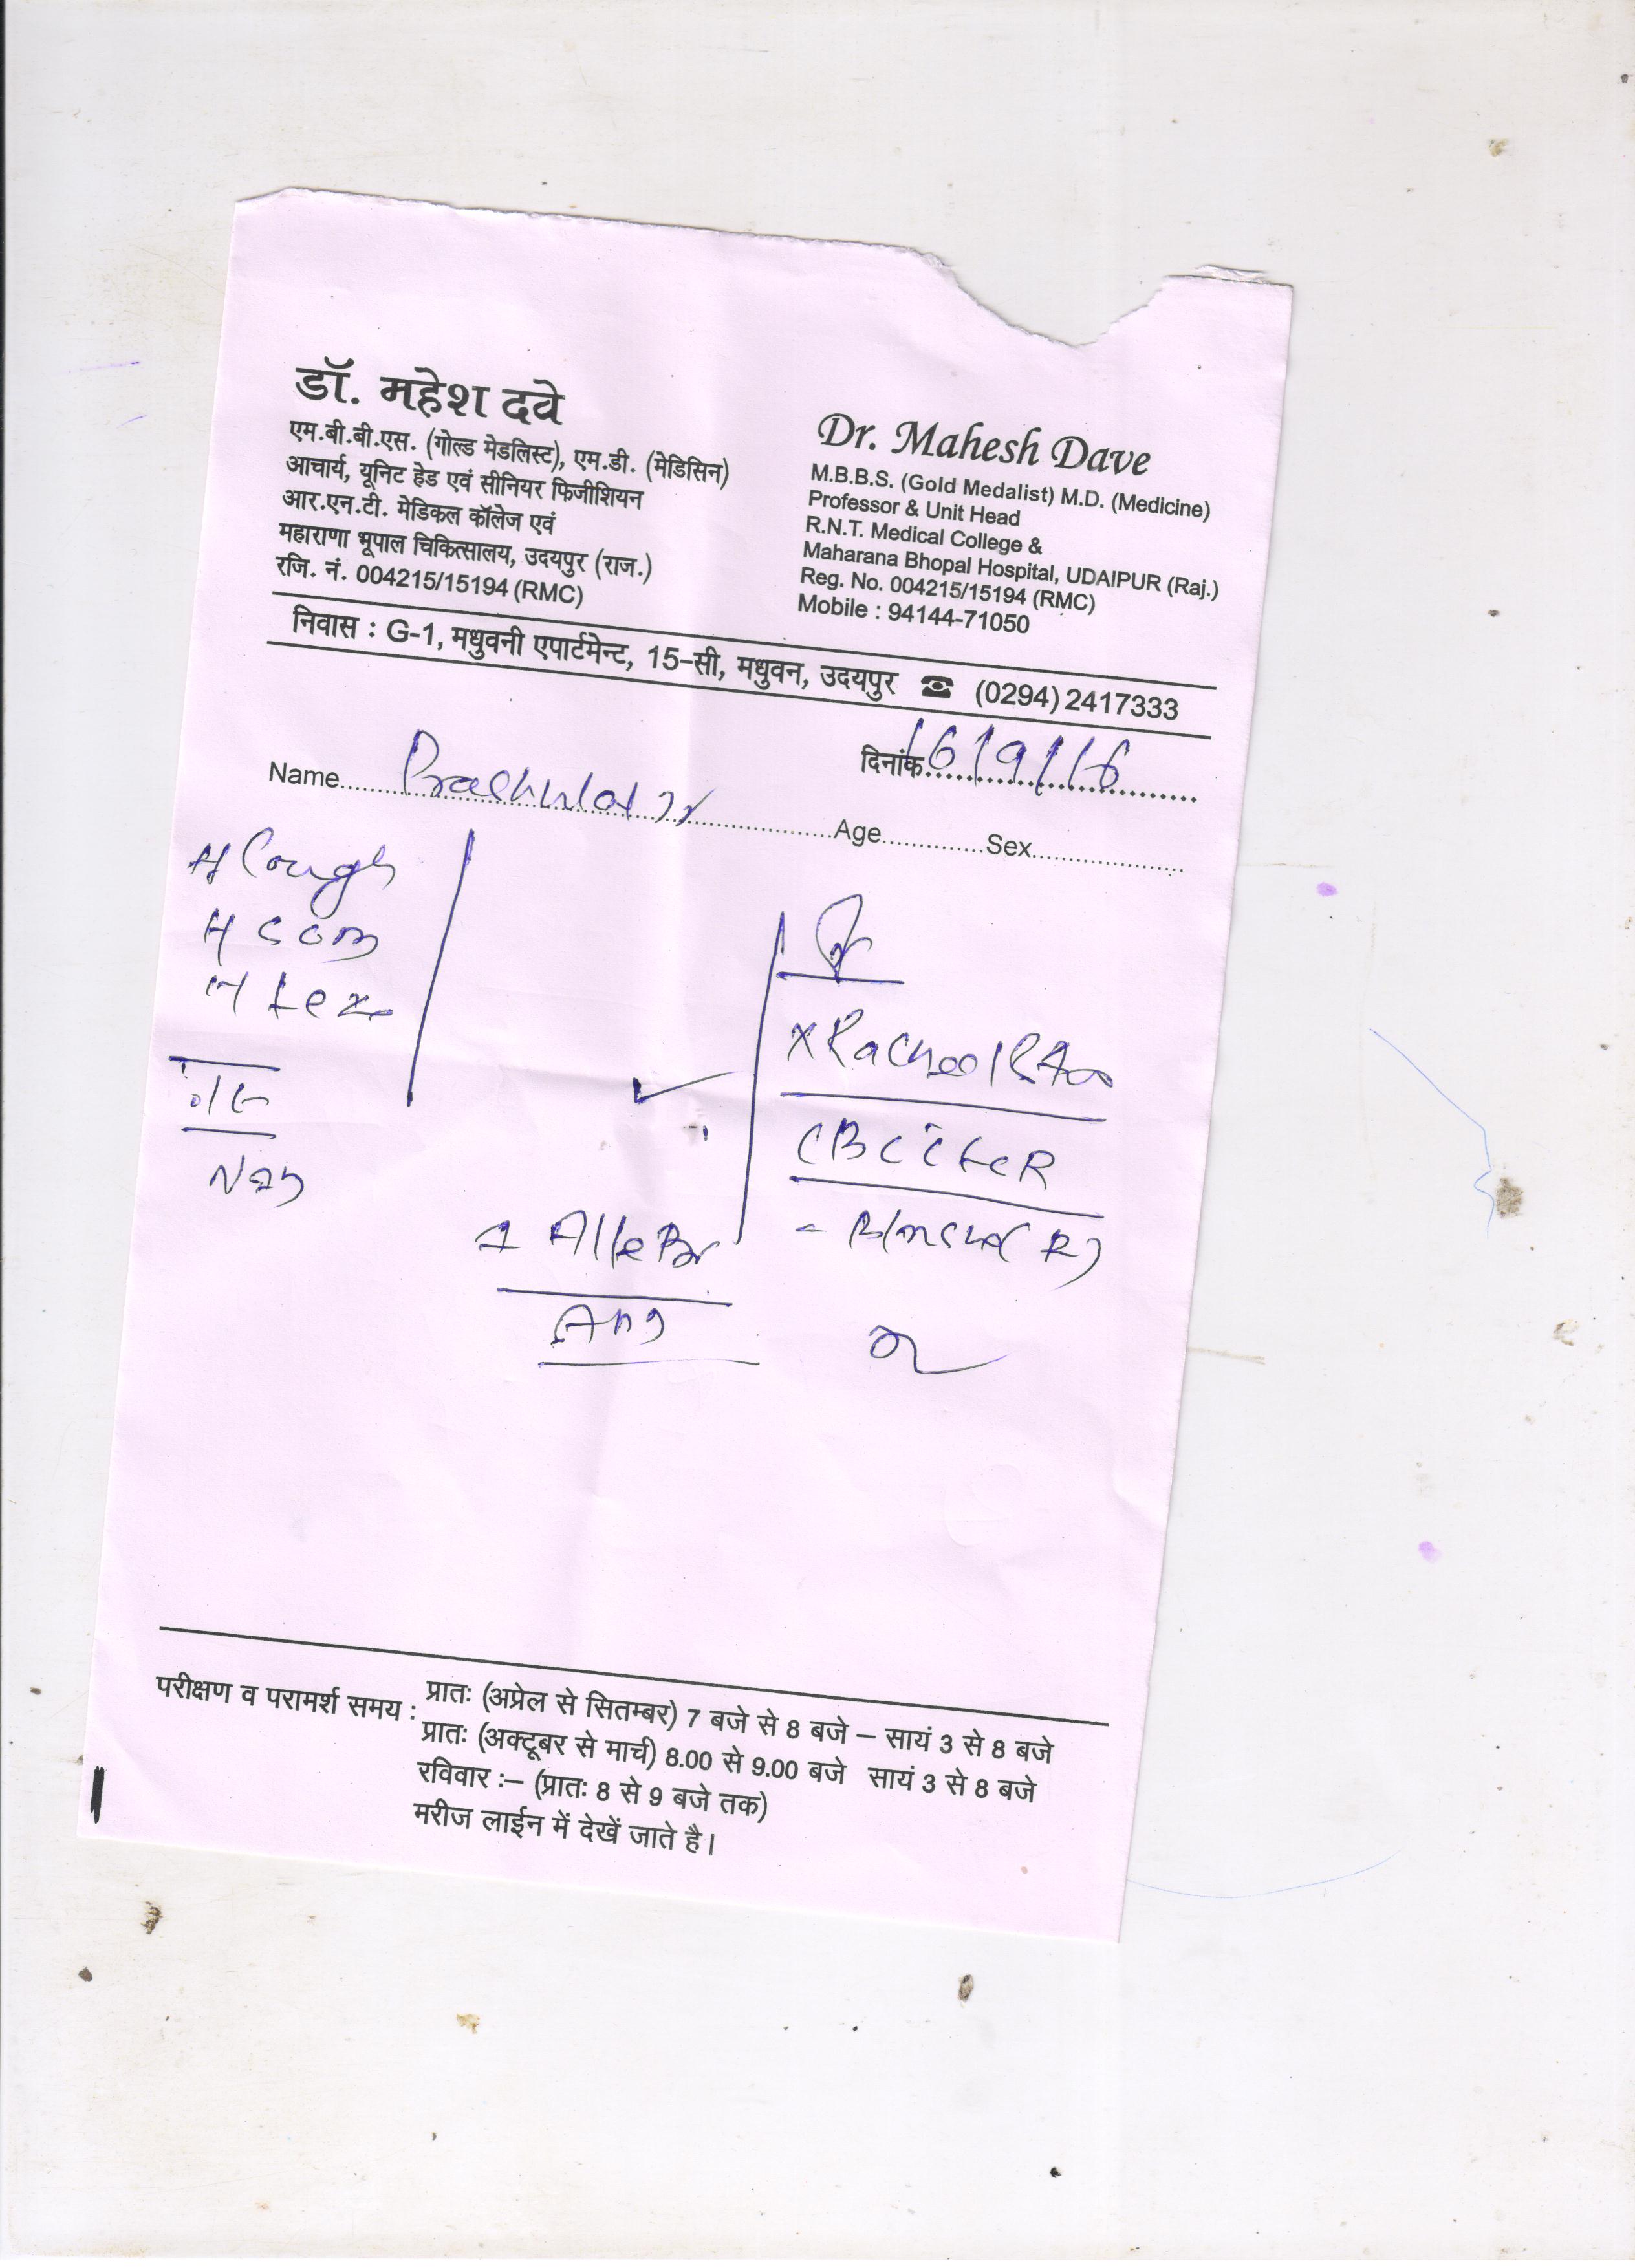 डॉ. महेश दवे
एम.बी.बी.एस. (गोल्ड मेडलिस्ट), एम.डी. (मेडिसिन)
आचार्य, यूनिट हेड एवं सीनियर फिजीशियन
आर.एन.टी. मेडिकल कॉलेज एवं
महाराणा भूपाल चिकित्सालय, उदयपुर (राज.)
रजि. नं. 004215/15194 (RMC)
Dr. Mahesh Dave
M.B.B.S. (Gold Medalist) M.D. (Medicine)
Professor & Unit Head
R.N.T. Medical College &
Maharana Bhopal Hospital, UDAIPUR (Raj.)
Reg. No. 004215/15194 (RMC)
Mobile : 94144-71050
निवास : G-1, मधुवनी एपार्टमेन्ट, 15-सी, मधुवन, उदयपुर ☎ (0294) 2417333
दिनांक 16/9/16
Name Age Sex
H Cough
H
H
CBC ESR
परीक्षण व परामर्श समय : प्रातः (अप्रेल से सितम्बर) 7 बजे से 8 बजे – सायं 3 से 8 बजे
प्रातः (अक्टूबर से मार्च) 8.00 से 9.00 बजे सायं 3 से 8 बजे
रविवार :– (प्रातः 8 से 9 बजे तक)
मरीज लाईन में देखें जाते है।